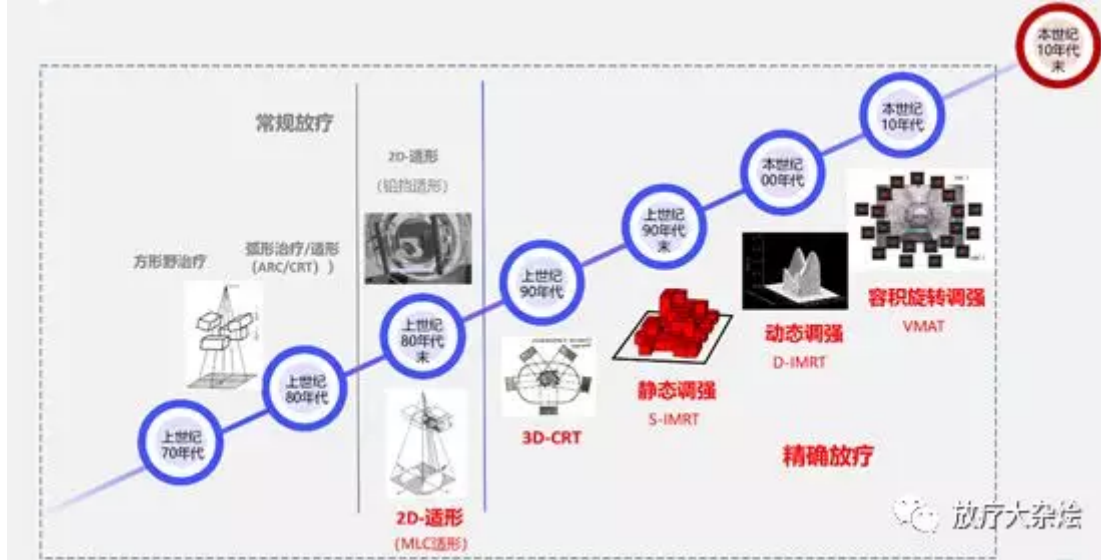 本世纪
10年代
末
常规放疗
2D-适形
(铅挡适形)
方形野治疗
弧形治疗/适形
(ARC/CRT) )
本世纪
10年代
本世纪
00年代
上世纪
90年代
末
上世纪
90年代
上世纪
80年代
末
上世纪
80年代
上世纪
70年代
容积旋转调强
VMAT
动态调强
D-IMRT
静态调强
S-IMRT
3D-CRT
精确放疗
2D-适形
(MLC适形)
放疗大杂烩